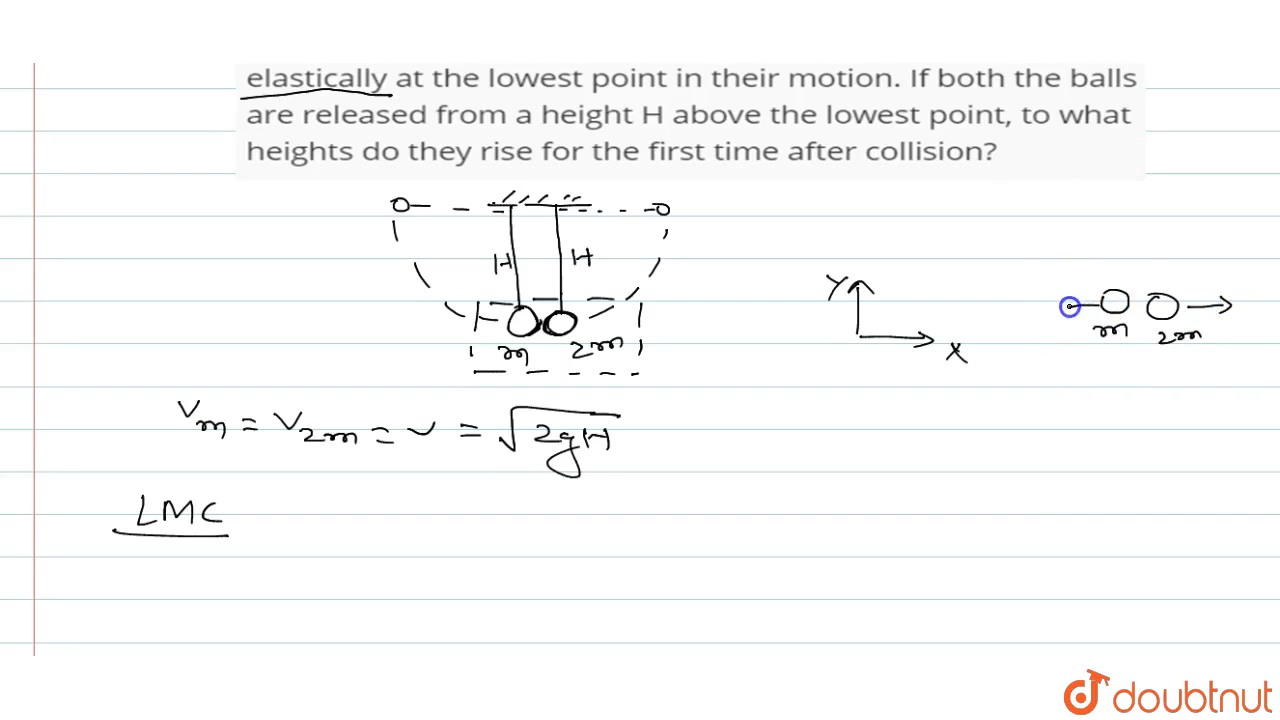 elastically at the lowest point in their motion. If both the balls
are released from a height H above the lowest point, to what
heights do they rise for the first time after collision?
H H
m 2m
Y
X
m 2m
Vm = V2m = v = √2gH
LMC
doubtnut